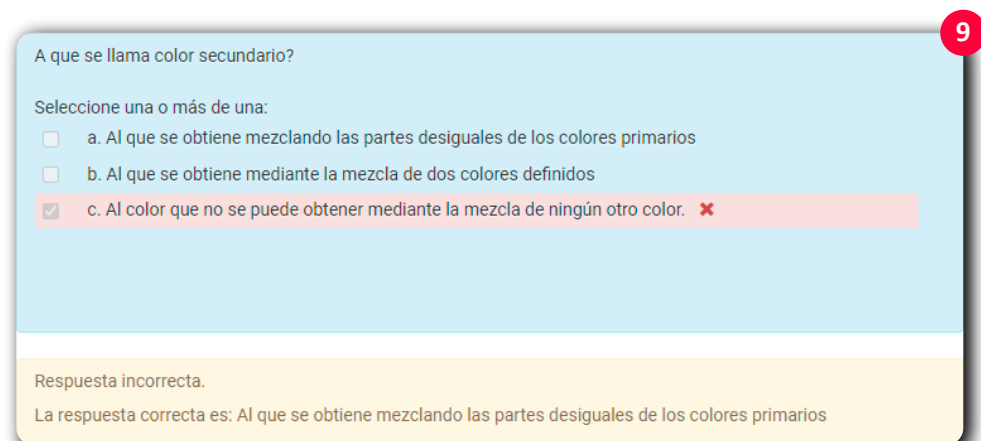 9
A que se llama color secundario?
Seleccione una o más de una:
a. Al que se obtiene mezclando las partes desiguales de los colores primarios
b. Al que se obtiene mediante la mezcla de dos colores definidos
c. Al color que no se puede obtener mediante la mezcla de ningún otro color.
Respuesta incorrecta.
La respuesta correcta es: Al que se obtiene mezclando las partes desiguales de los colores primarios